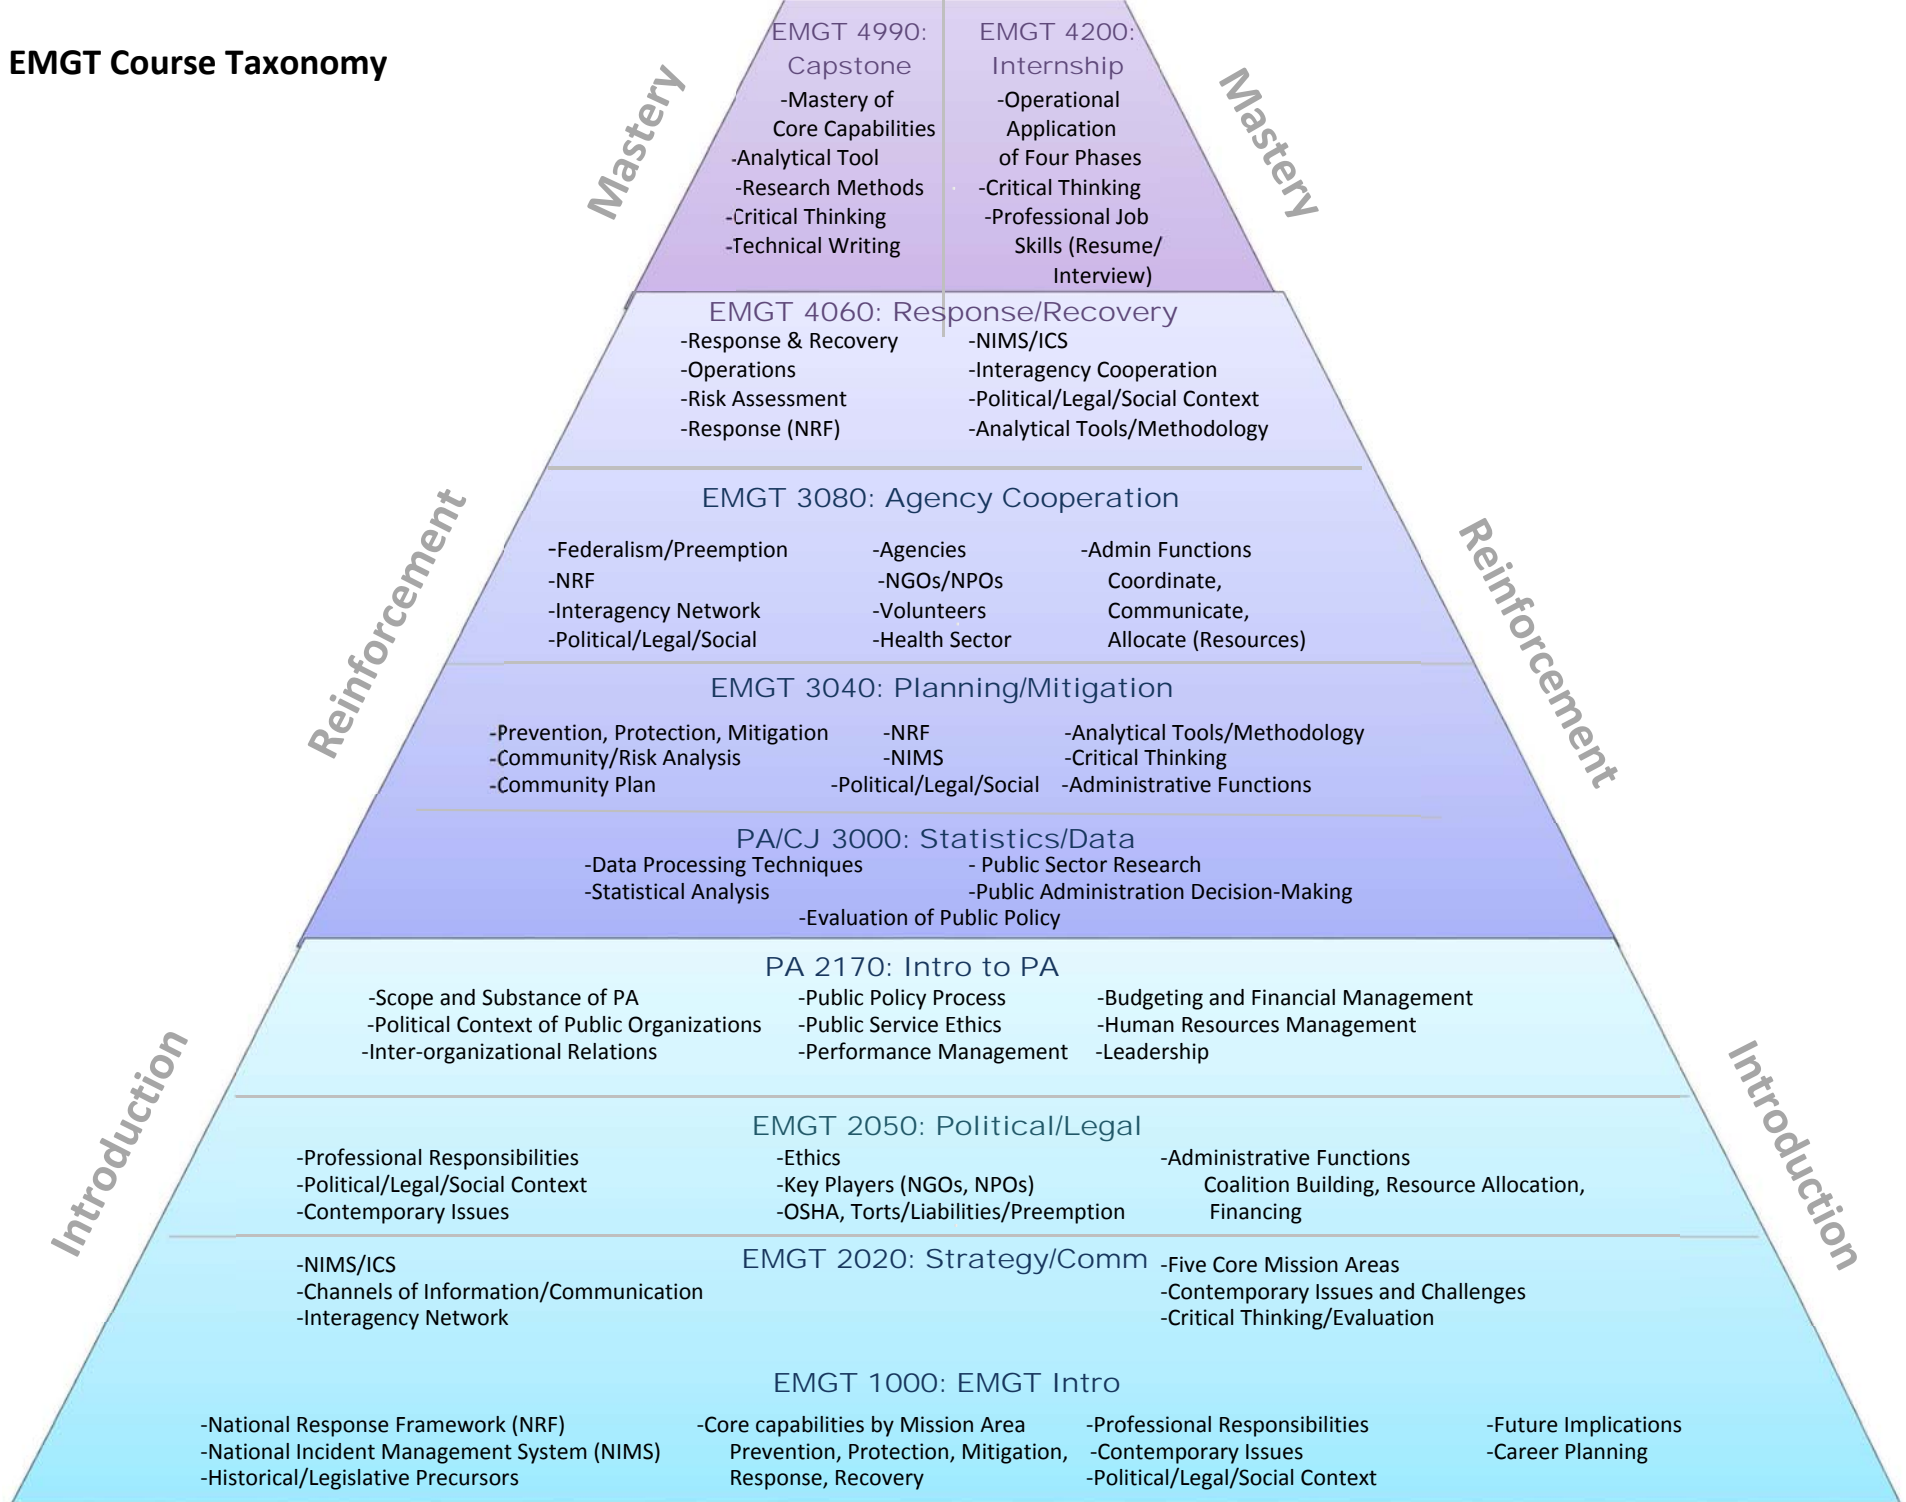 EMGT Course Taxonomy
Mastery
Mastery
EMGT 4990:
Capstone
-Mastery of
Core Capabilities
-Analytical Tool
-Research Methods
-Critical Thinking
-Technical Writing
EMGT 4200:
Internship
-Operational
Application
of Four Phases
-Critical Thinking
-Professional Job
Skills (Resume/
Interview)
Reinforcement
Reinforcement
EMGT 4060: Response/Recovery
-Response & Recovery
-Operations
-Risk Assessment
-Response (NRF)
-NIMS/ICS
-Interagency Cooperation
-Political/Legal/Social Context
-Analytical Tools/Methodology
EMGT 3080: Agency Cooperation
-Federalism/Preemption
-NRF
-Interagency Network
-Political/Legal/Social
-Agencies
-NGOs/NPOs
-Volunteers
-Health Sector
-Admin Functions
Coordinate,
Communicate,
Allocate (Resources)
EMGT 3040: Planning/Mitigation
-Prevention, Protection, Mitigation
-Community/Risk Analysis
-Community Plan
-NRF
-NIMS
-Political/Legal/Social
-Analytical Tools/Methodology
-Critical Thinking
-Administrative Functions
PA/CJ 3000: Statistics/Data
-Data Processing Techniques
-Statistical Analysis
- Public Sector Research
-Public Administration Decision-Making
-Evaluation of Public Policy
Introduction
Introduction
PA 2170: Intro to PA
-Scope and Substance of PA
-Political Context of Public Organizations
-Inter-organizational Relations
-Public Policy Process
-Public Service Ethics
-Performance Management
-Budgeting and Financial Management
-Human Resources Management
-Leadership
EMGT 2050: Political/Legal
-Professional Responsibilities
-Political/Legal/Social Context
-Contemporary Issues
-Ethics
-Key Players (NGOs, NPOs)
-OSHA, Torts/Liabilities/Preemption
-Administrative Functions
Coalition Building, Resource Allocation,
Financing
EMGT 2020: Strategy/Comm
-NIMS/ICS
-Channels of Information/Communication
-Interagency Network
-Five Core Mission Areas
-Contemporary Issues and Challenges
-Critical Thinking/Evaluation
EMGT 1000: EMGT Intro
-National Response Framework (NRF)
-National Incident Management System (NIMS)
-Historical/Legislative Precursors
-Core capabilities by Mission Area
Prevention, Protection, Mitigation,
Response, Recovery
-Professional Responsibilities
-Contemporary Issues
-Political/Legal/Social Context
-Future Implications
-Career Planning